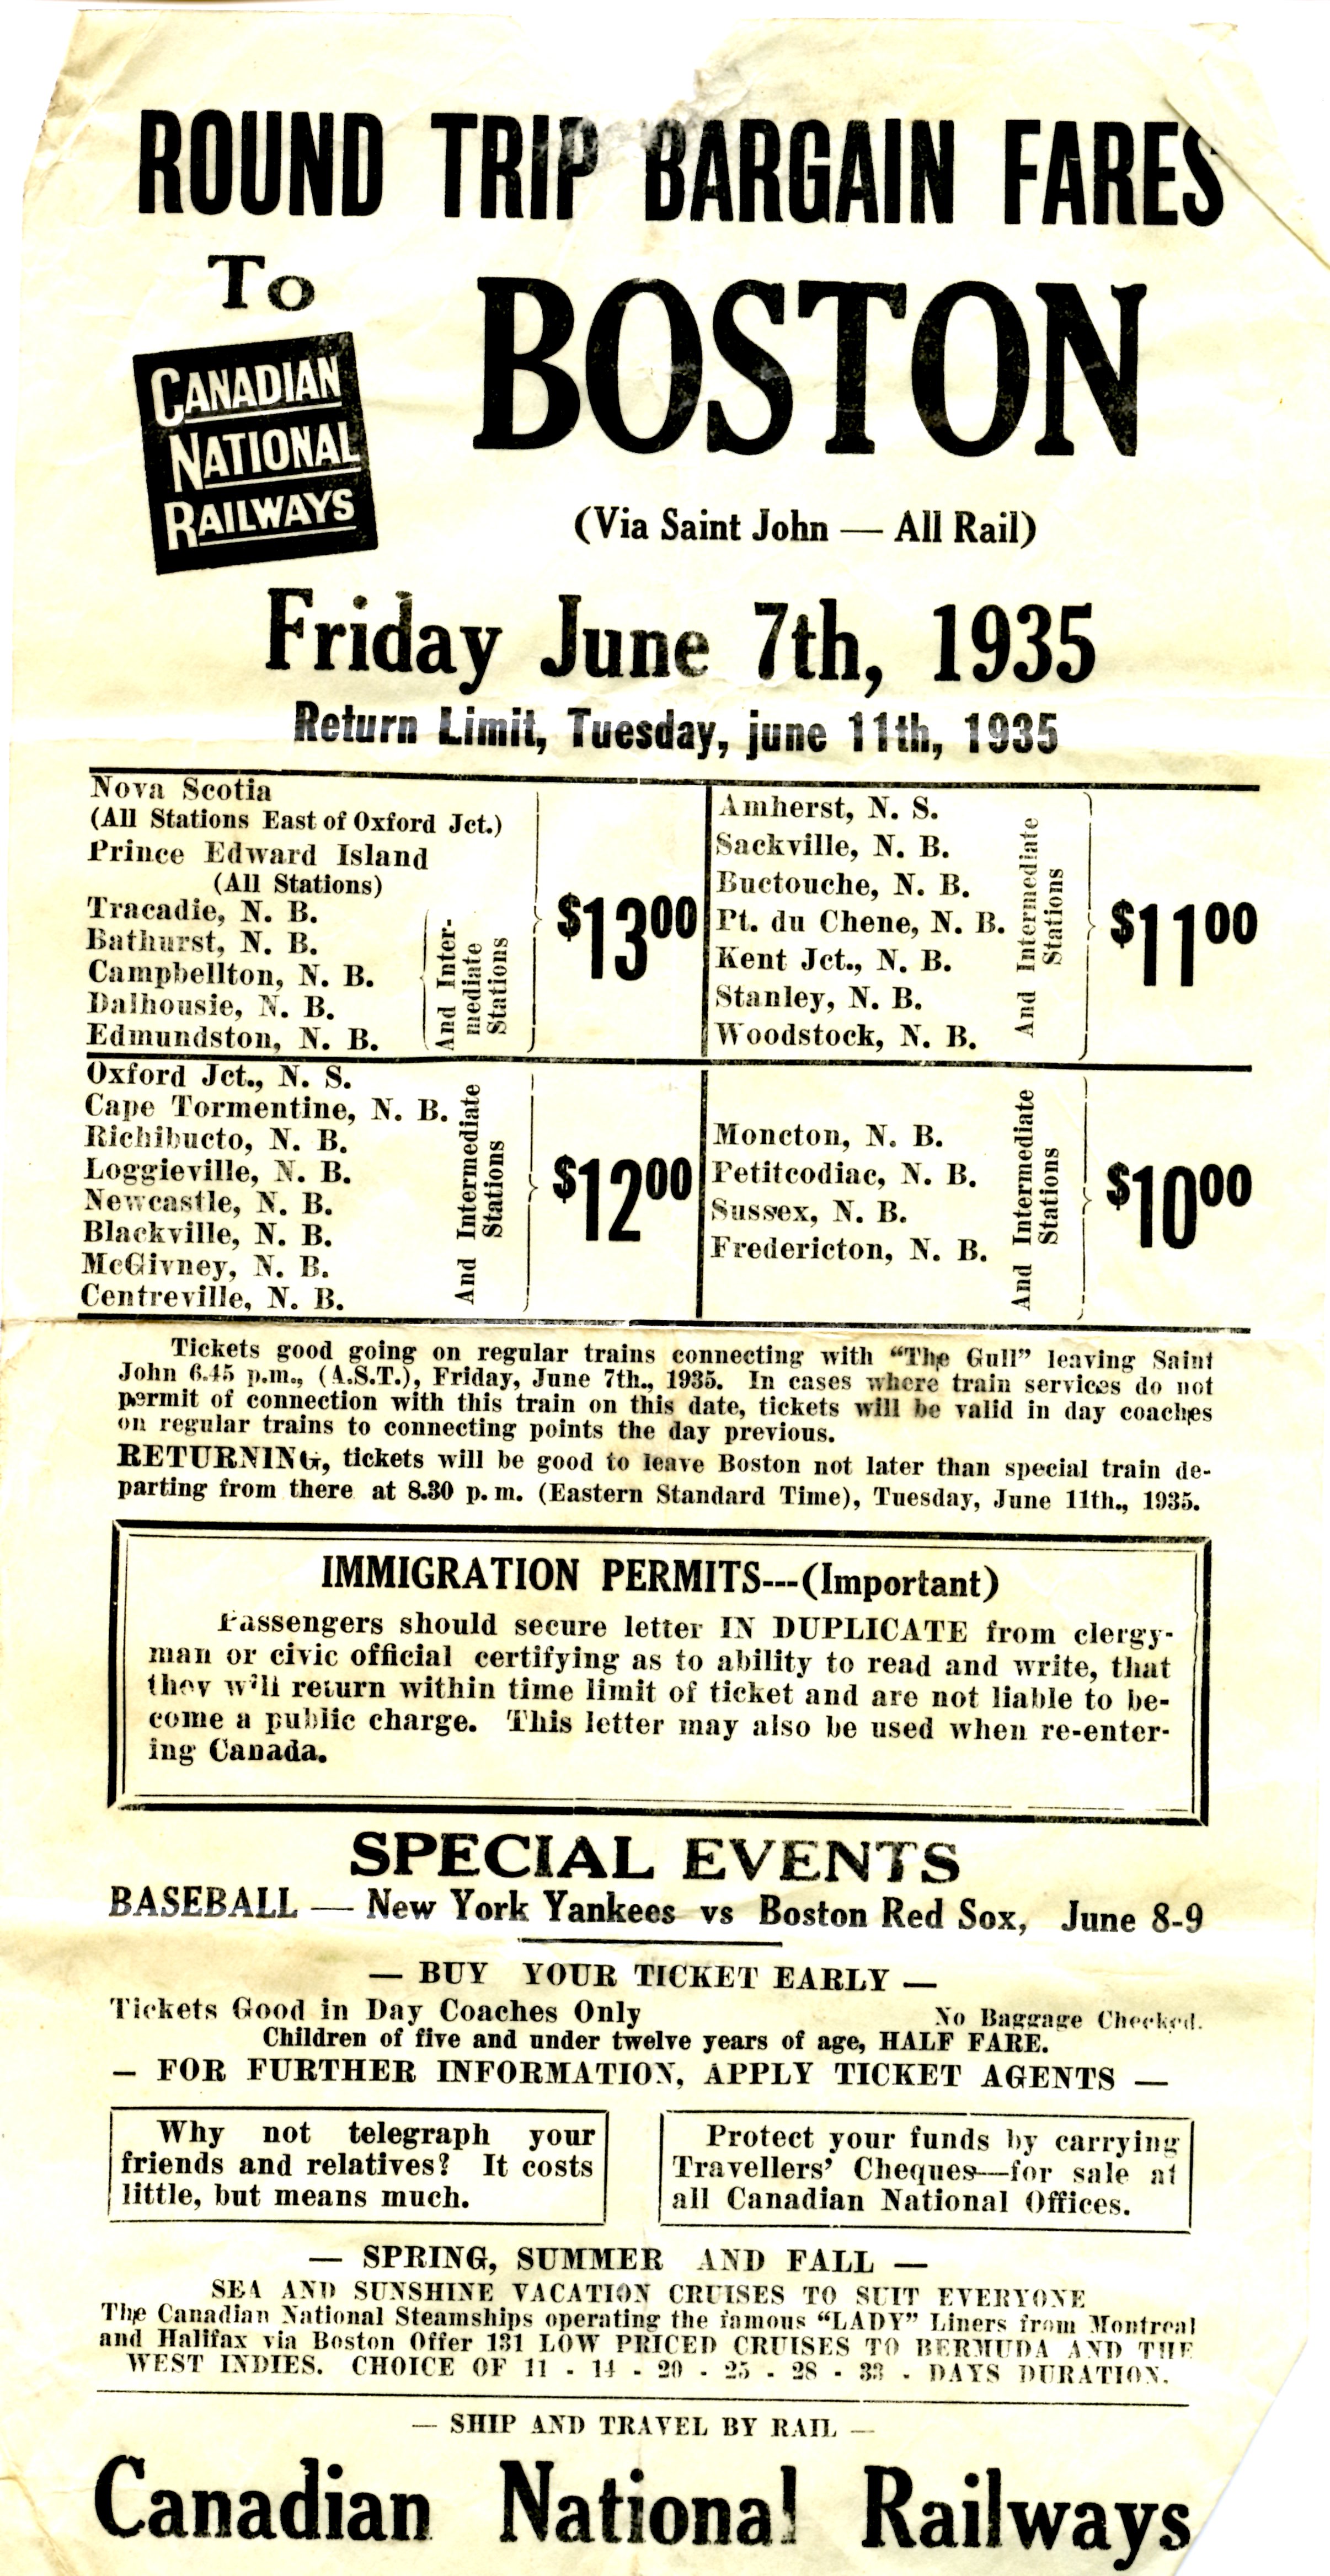 ROUND TRIP BARGAIN FARES
To
BOSTON
CANADIAN
NATIONAL
RAILWAYS
(Via Saint John — All Rail)
Friday June 7th, 1935
Return Limit, Tuesday, june 11th, 1935
Nova Scotia
(All Stations East of Oxford Jct.)
Prince Edward Island
(All Stations)
Tracadie, N. B.
Bathurst, N. B.
Campbellton, N. B.
Dalhousie, N. B.
Edmundston, N. B.
And Inter-
mediate
Stations
$1300
Amherst, N. S.
Sackville, N. B.
Buctouche, N. B.
Pt. du Chene, N. B.
Kent Jct., N. B.
Stanley, N. B.
Woodstock, N. B.
And Intermediate
Stations
$1100
Oxford Jct., N. S.
Cape Tormentine, N. B.
Richibucto, N. B.
Loggieville, N. B.
Newcastle, N. B.
Blackville, N. B.
McGivney, N. B.
Centreville, N. B.
And Intermediate
Stations
$1200
Moncton, N. B.
Petitcodiac, N. B.
Sussex, N. B.
Fredericton, N. B.
And Intermediate
Stations
$1000
Tickets good going on regular trains connecting with “The Gull” leaving Saint
John 6.45 p.m., (A.S.T.), Friday, June 7th., 1935. In cases where train services do not
permit of connection with this train on this date, tickets will be valid in day coaches
on regular trains to connecting points the day previous.
RETURNING, tickets will be good to leave Boston not later than special train de-
parting from there at 8.30 p. m. (Eastern Standard Time), Tuesday, June 11th., 1935.
IMMIGRATION PERMITS---(Important)
Passengers should secure letter IN DUPLICATE from clergy-
man or civic official certifying as to ability to read and write, that
they will return within time limit of ticket and are not liable to be-
come a public charge. This letter may also be used when re-enter-
ing Canada.
SPECIAL EVENTS
BASEBALL — New York Yankees vs Boston Red Sox, June 8-9
— BUY YOUR TICKET EARLY —
Tickets Good in Day Coaches Only No Baggage Checked.
Children of five and under twelve years of age, HALF FARE.
— FOR FURTHER INFORMATION, APPLY TICKET AGENTS —
Why not telegraph your
friends and relatives? It costs
little, but means much.
Protect your funds by carrying
Travellers’ Cheques—for sale at
all Canadian National Offices.
— SPRING, SUMMER AND FALL —
SEA AND SUNSHINE VACATION CRUISES TO SUIT EVERYONE
The Canadian National Steamships operating the famous “LADY” Liners from Montreal
and Halifax via Boston Offer 131 LOW PRICED CRUISES TO BERMUDA AND THE
WEST INDIES. CHOICE OF 11 - 14 - 20 - 25 - 28 - 33 - DAYS DURATION.
— SHIP AND TRAVEL BY RAIL —
Canadian National Railways